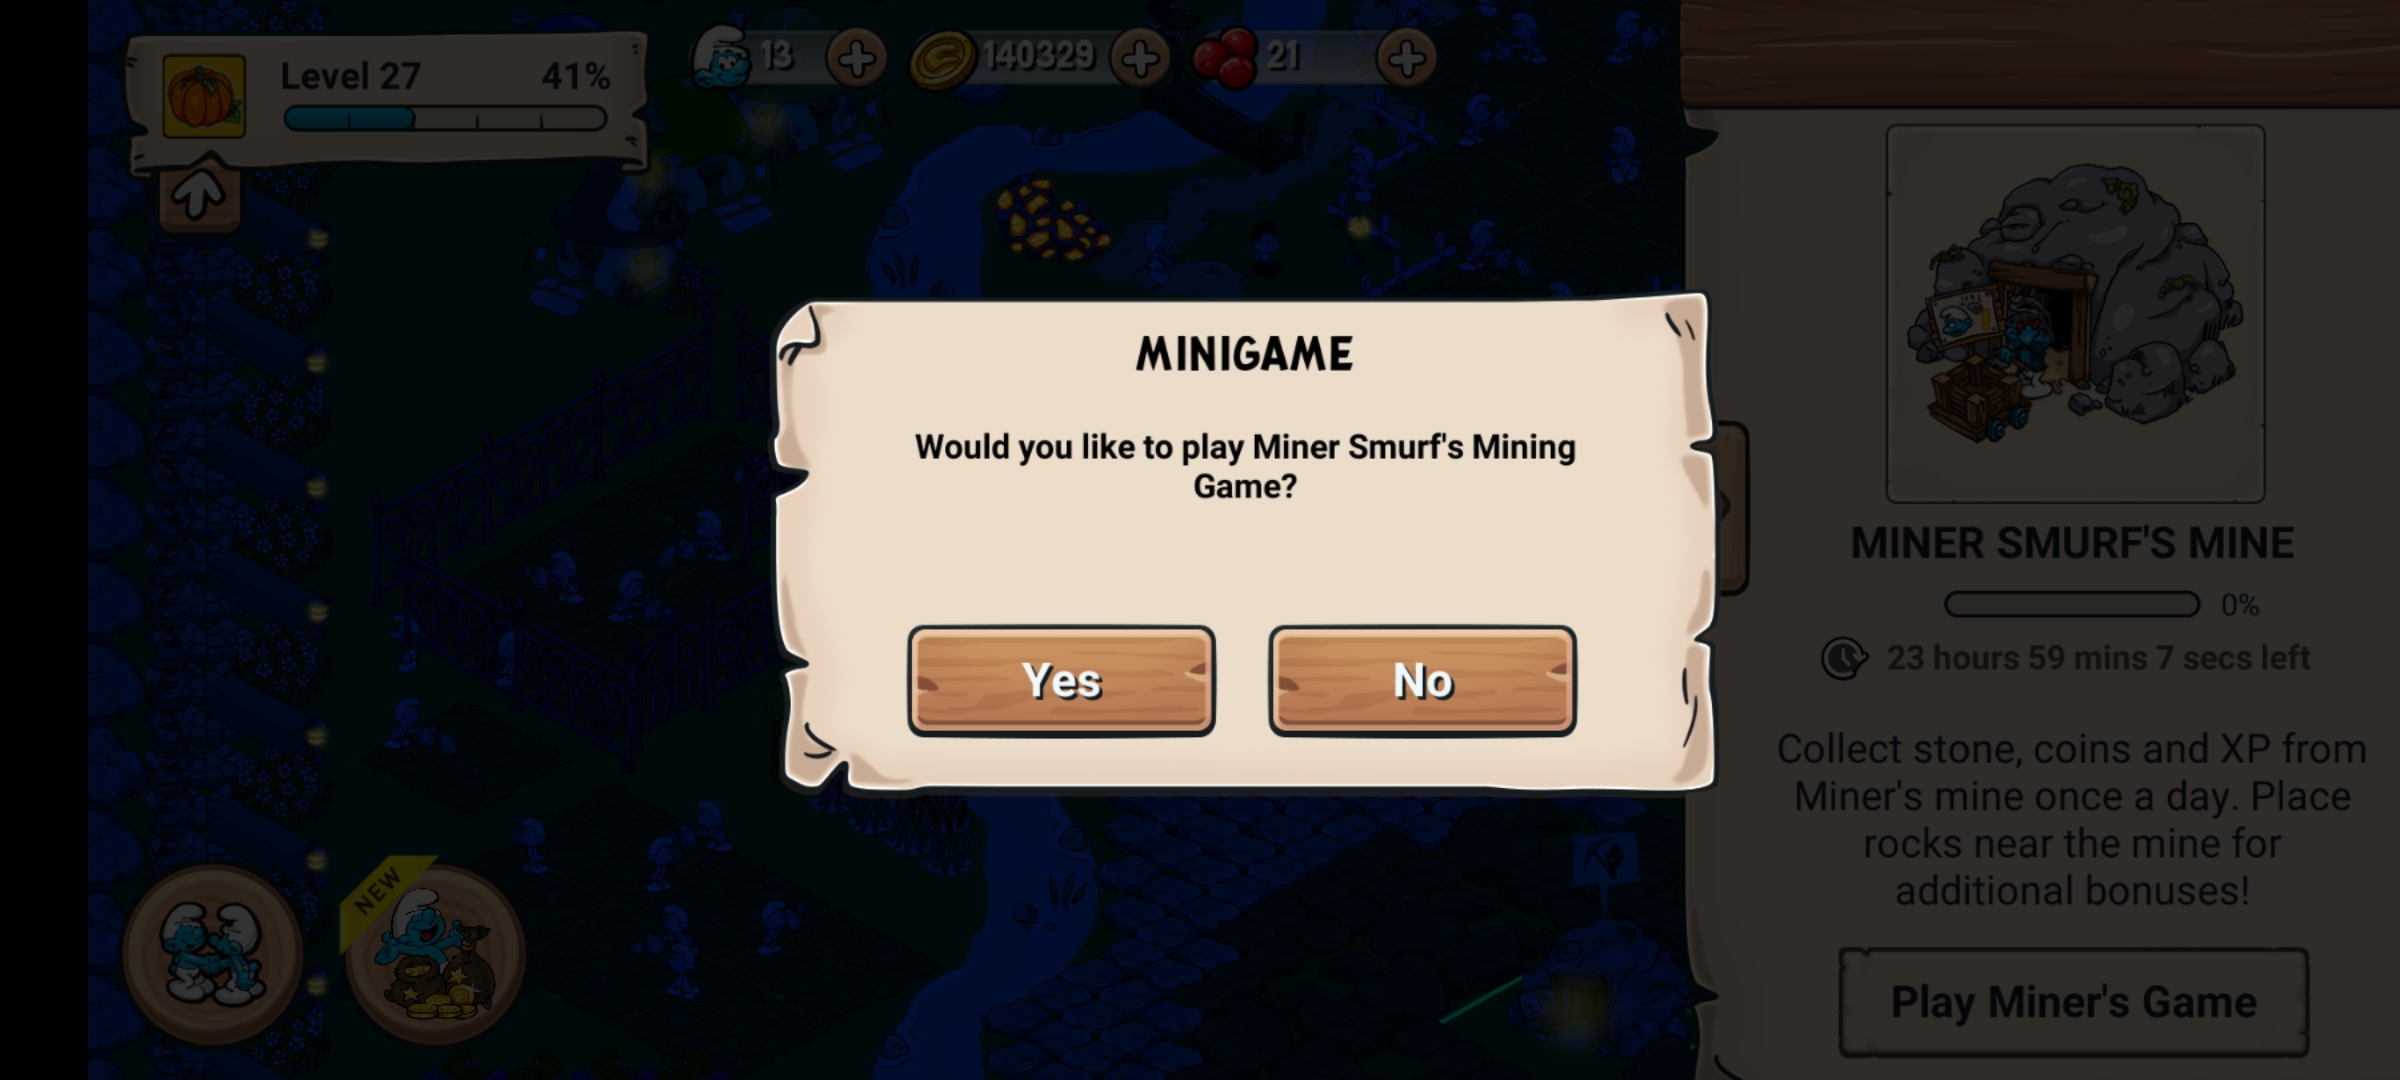 Level 27 41%
13
140329
21
MINIGAME
Would you like to play Miner Smurf's Mining
Game?
Yes
No
MINER SMURF'S MINE
0%
23 hours 59 mins 7 secs left
Collect stone, coins and XP from
Miner's mine once a day. Place
rocks near the mine for
additional bonuses!
Play Miner's Game
NEW